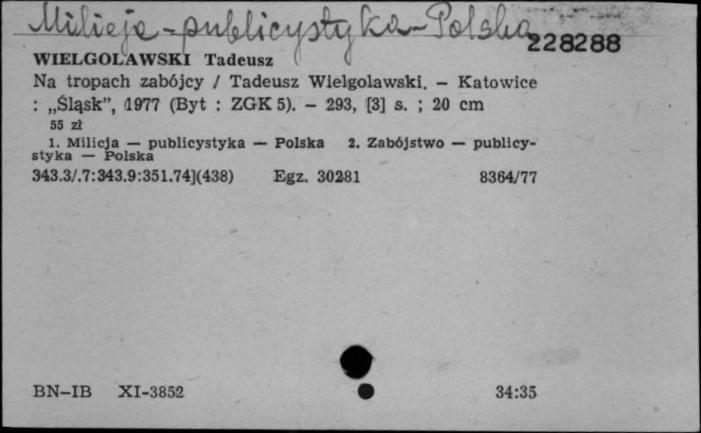 Milicja-publicystyka-Polska
228288
WIELGOLAWSKI Tadeusz
Na tropach zabójcy / Tadeusz Wielgolawski. – Katowice
: „Śląsk”, 1977 (Byt : ZGK 5). – 293, [3] s. ; 20 cm
55 zł
1. Milicja — publicystyka — Polska 2. Zabójstwo — publicy-
styka — Polska
343.3/.7:343.9:351.74](438) Egz. 30281 8364/77
BN–IB XI-3852 34:35